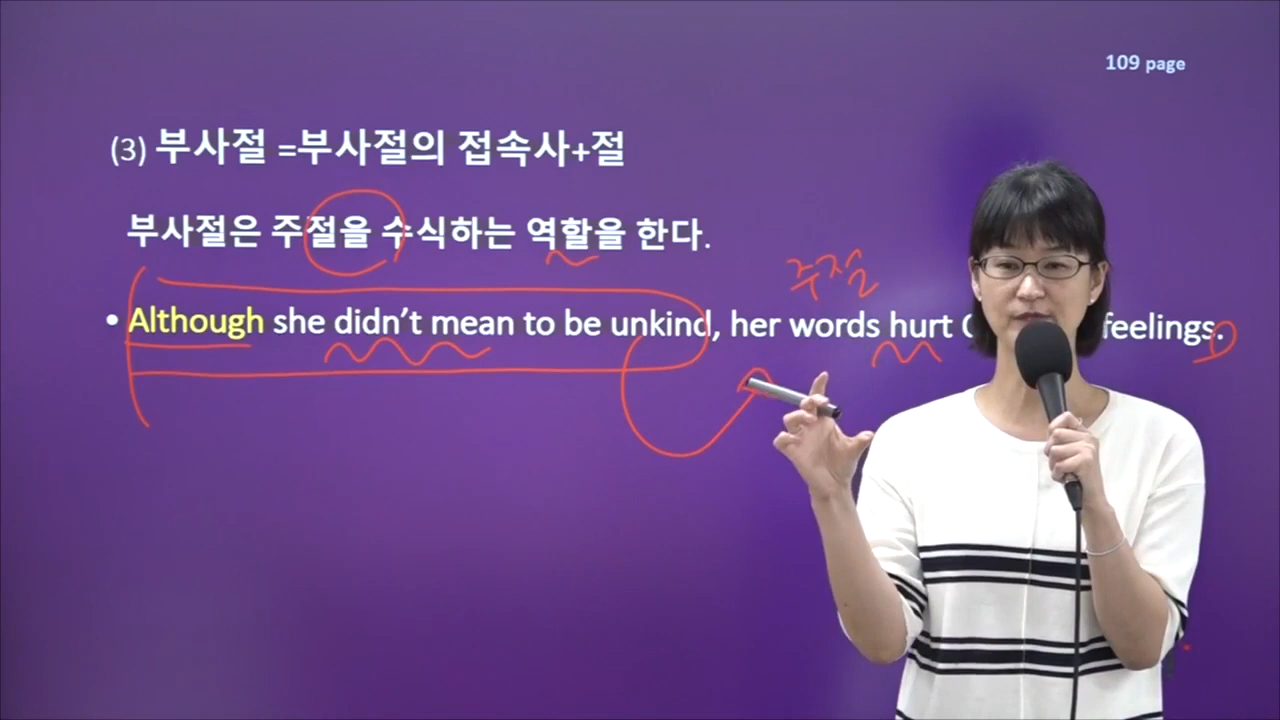 109 page
(3) 부사절 =부사절의 접속사+절
부사절은 주절을 수식하는 역할을 한다.
주절
• Although she didn't mean to be unkind, her words hurt feelings.